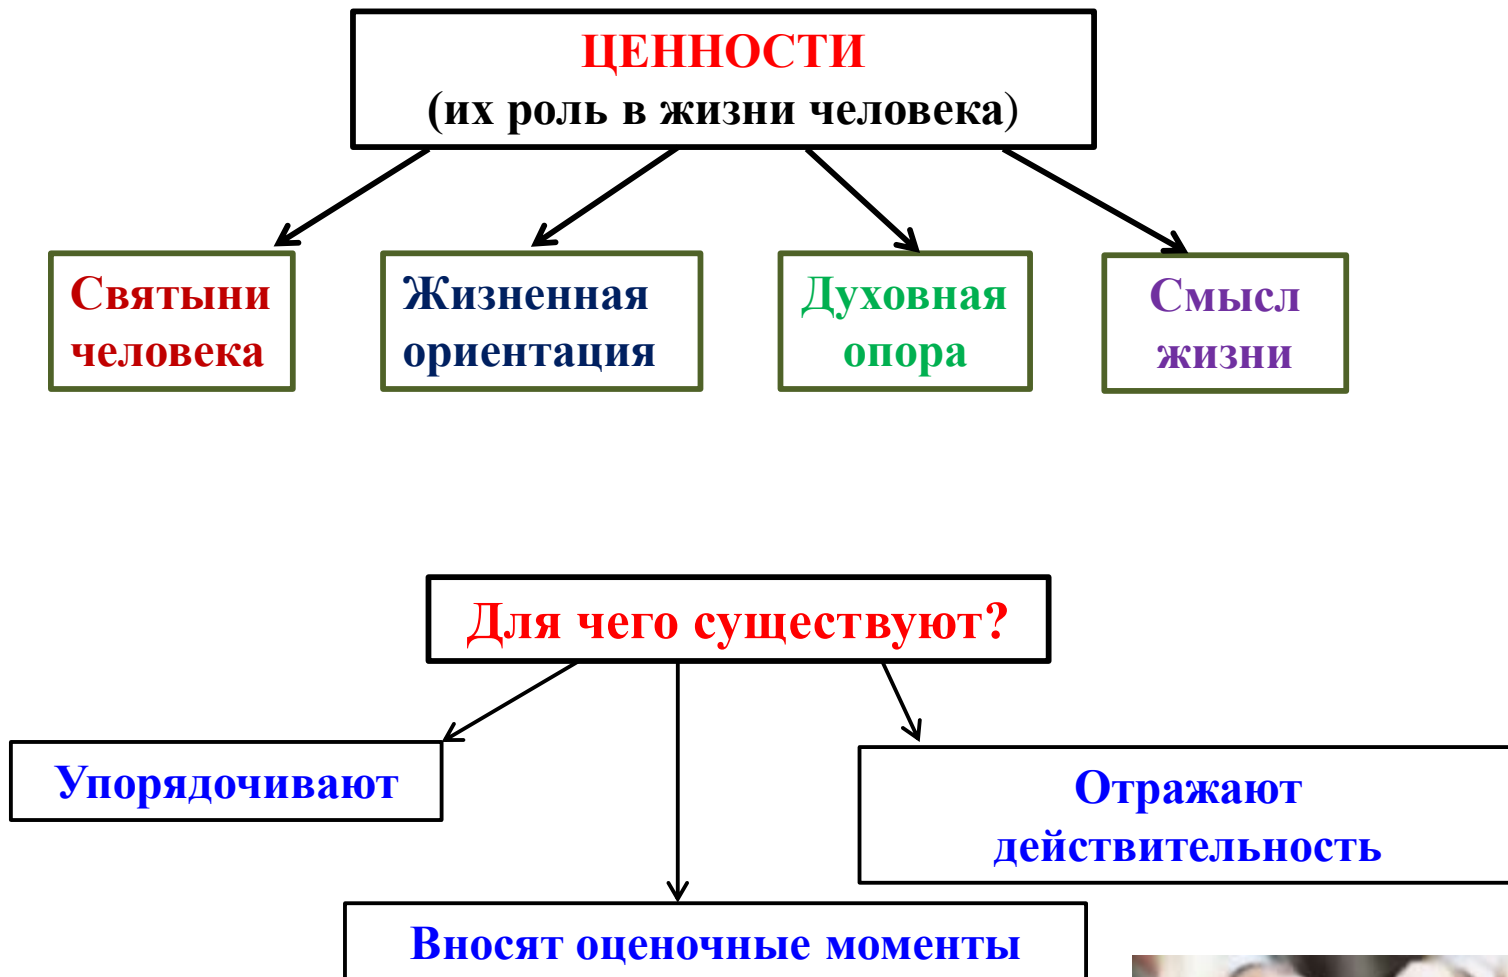 ЦЕННОСТИ
(их роль в жизни человека)
Святыни
человека
Жизненная
ориентация
Духовная
опора
Смысл
жизни
Для чего существуют?
Упорядочивают
Отражают
действительность
Вносят оценочные моменты